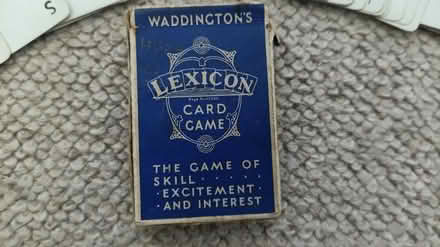 S
WADDINGTON'S
LEXICON
CARD
GAME
THE GAME OF
SKILL · · · · ·
· EXCITEMENT ·
· AND INTEREST